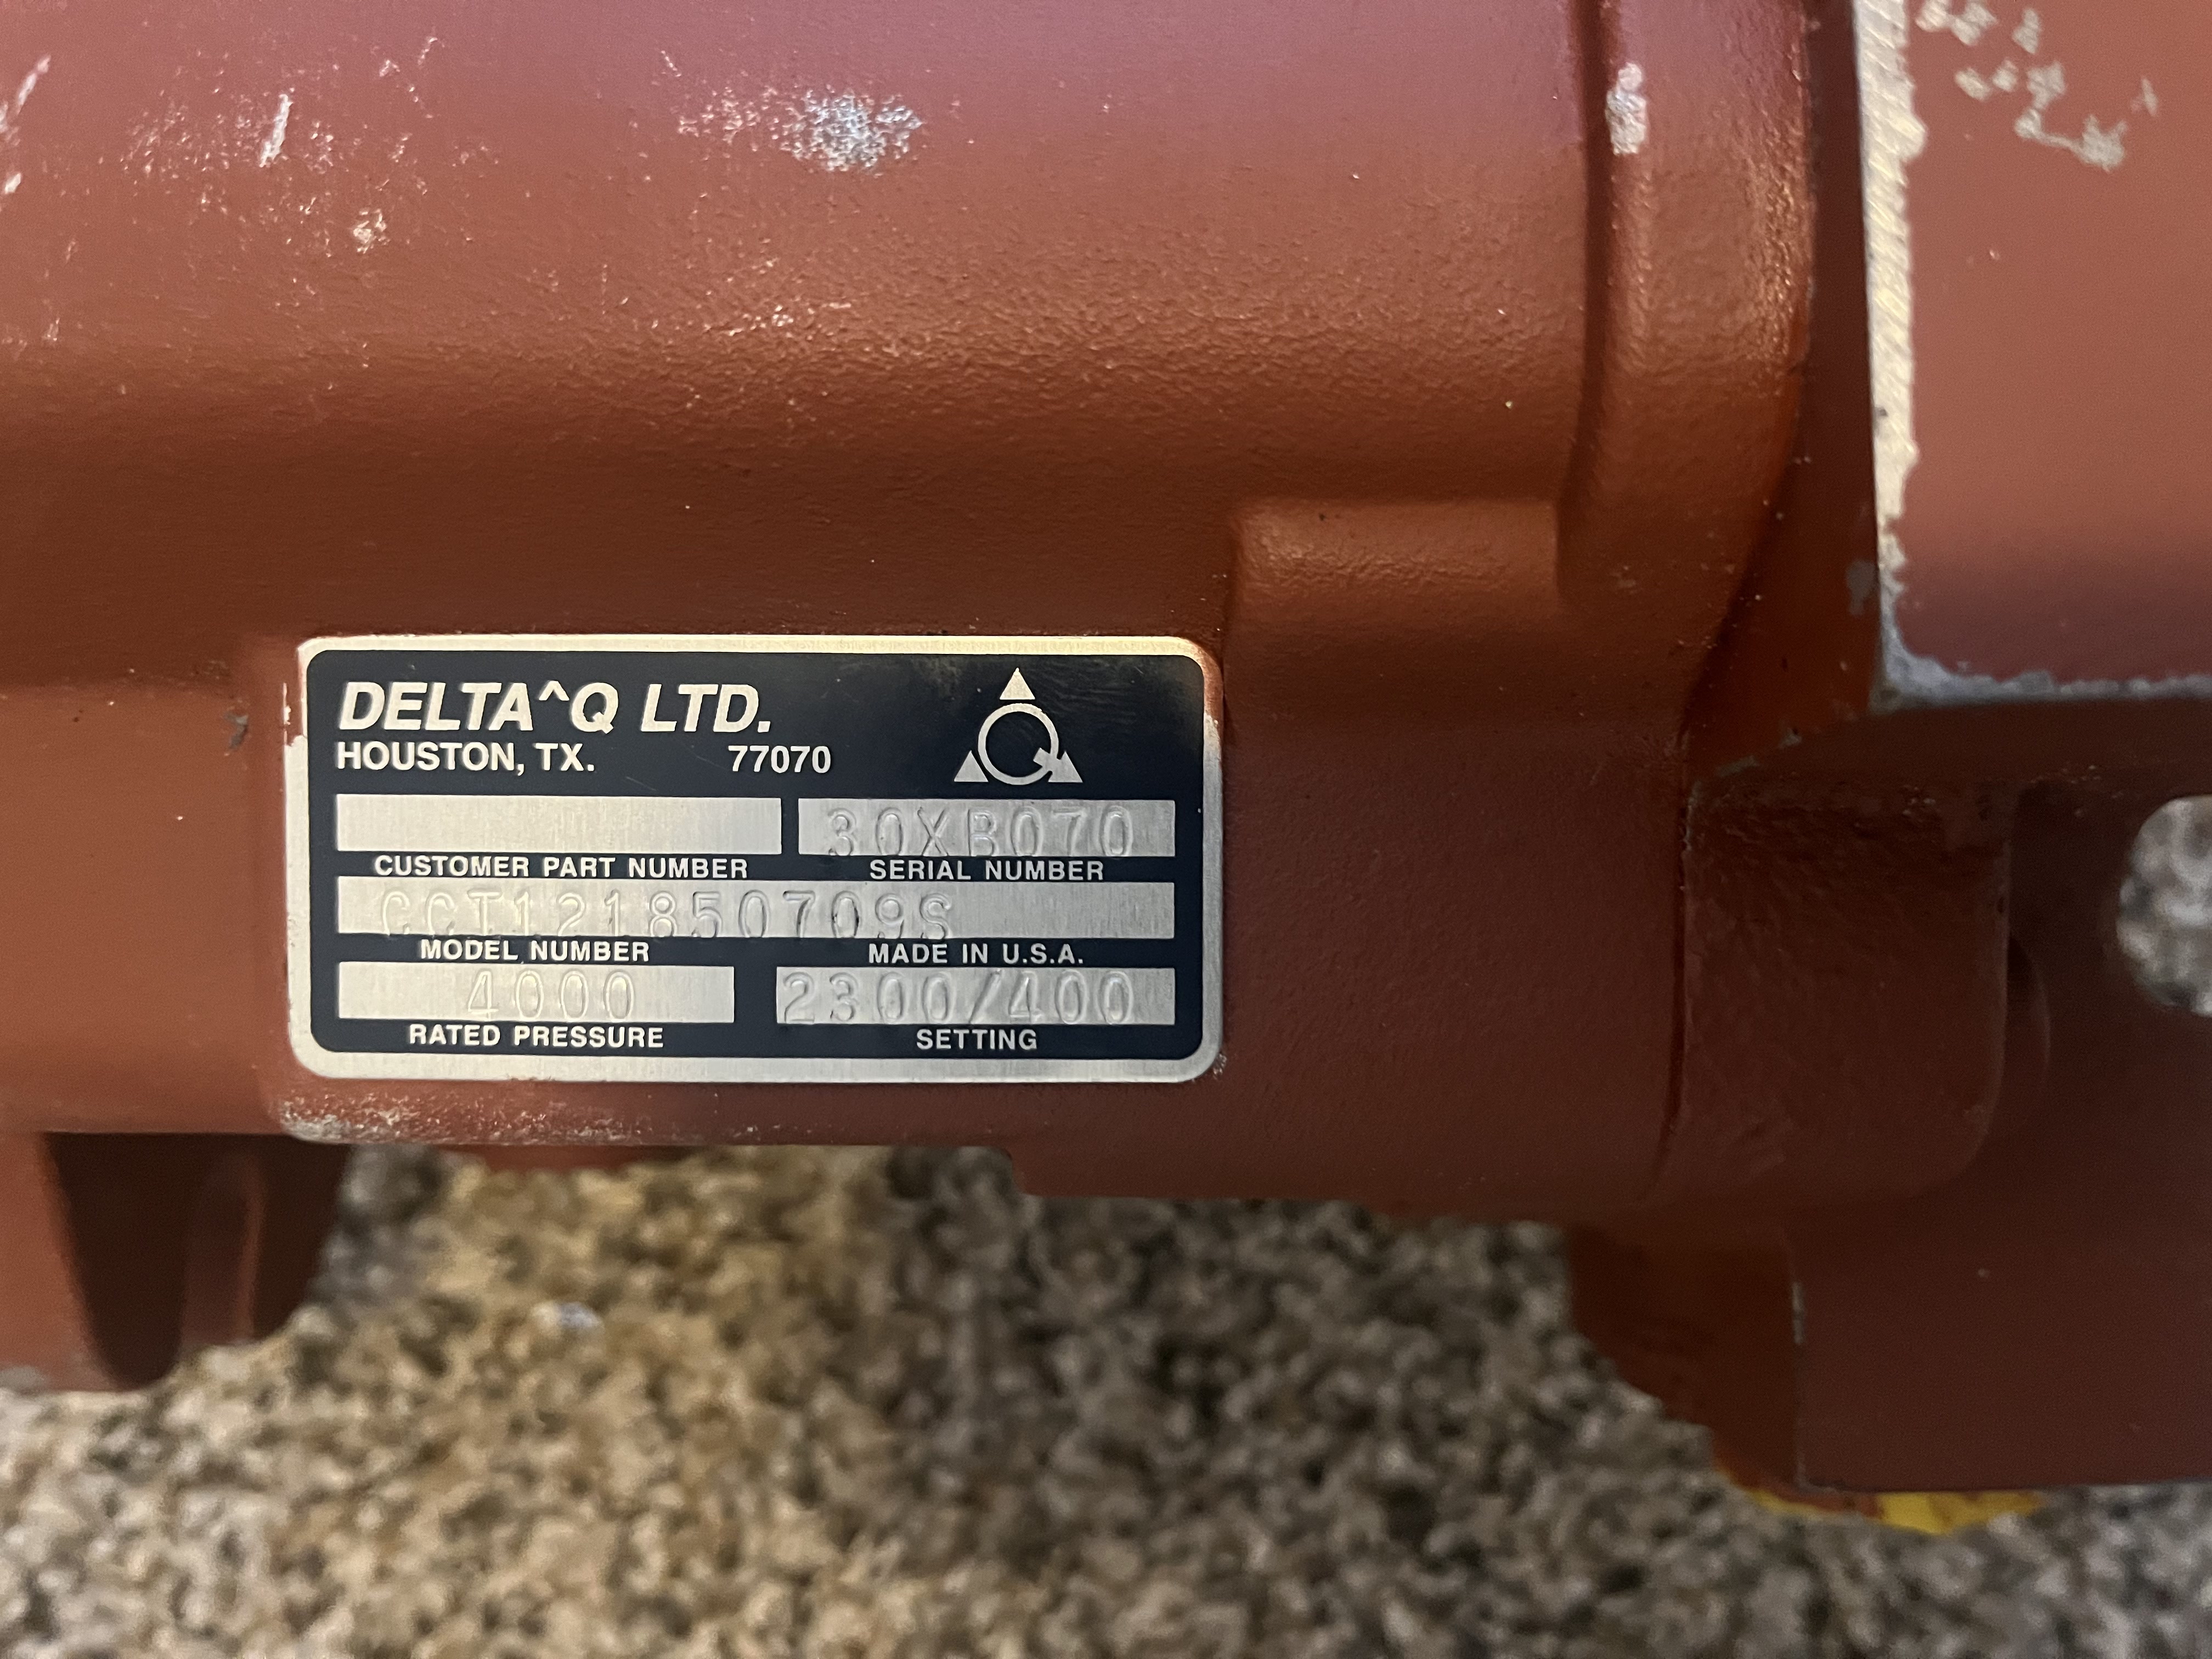 DELTA^Q LTD.
HOUSTON, TX. 77070
30XB070
CUSTOMER PART NUMBER SERIAL NUMBER
CCT121850709S
MODEL NUMBER MADE IN U.S.A.
4000 2300/400
RATED PRESSURE SETTING